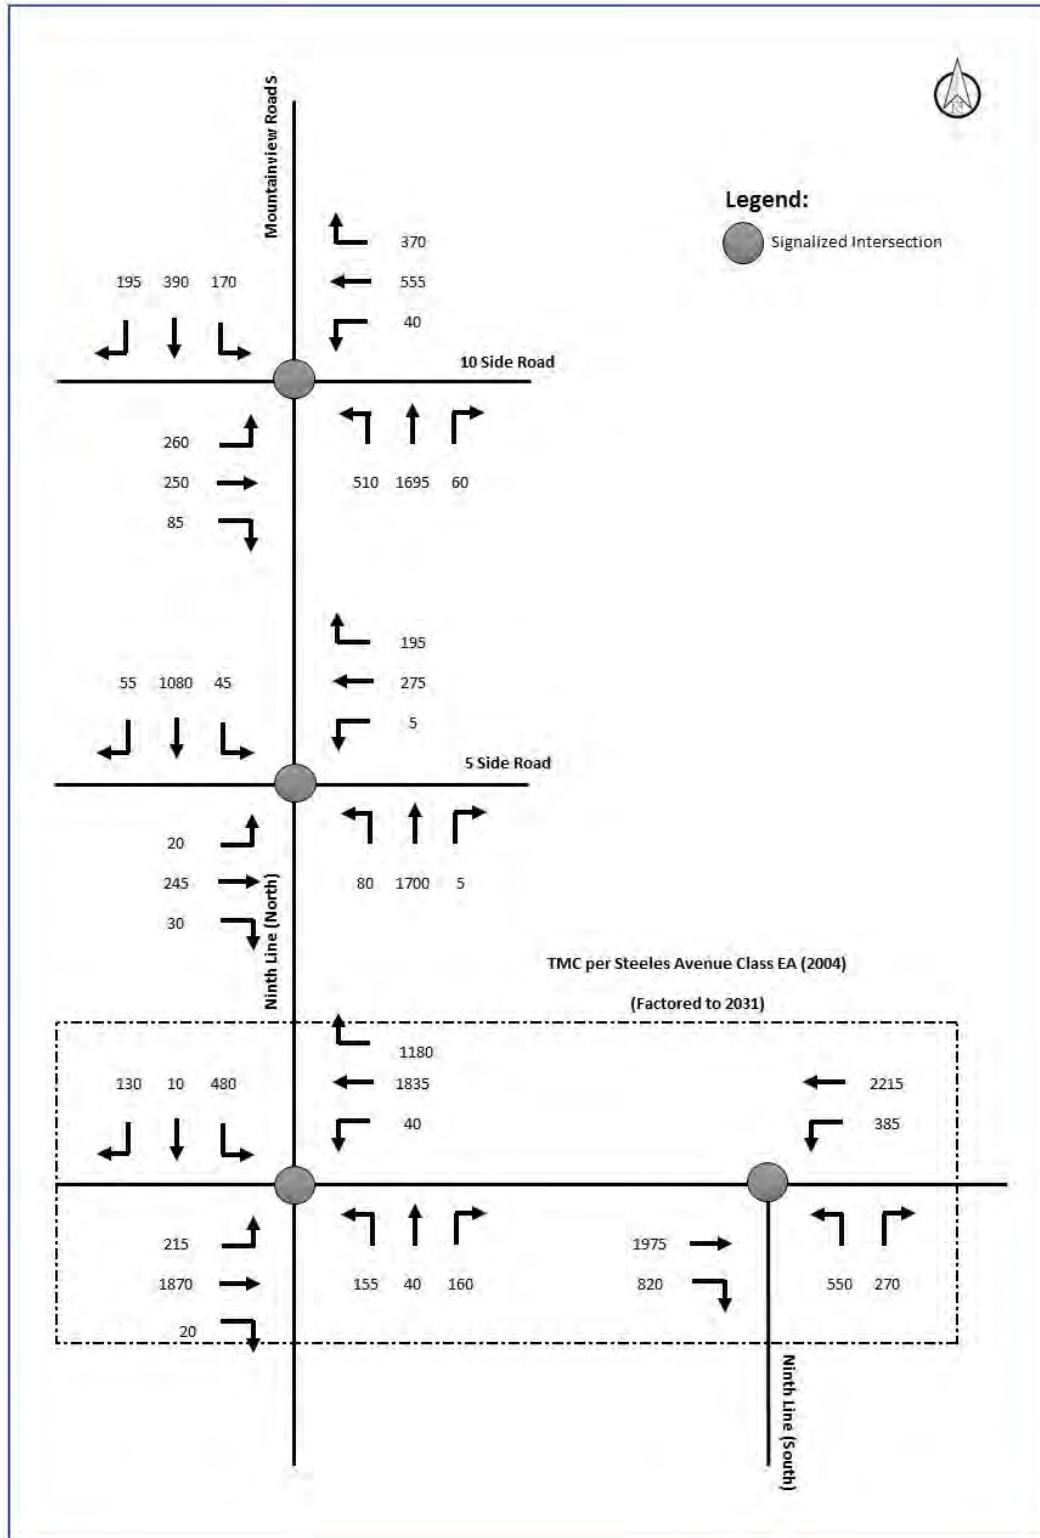 Mountainview Road S
N
Legend:
Signalized Intersection
370
195 390 170
555
40
10 Side Road
260
250
510 1695 60
85
195
55 1080 45
275
5
5 Side Road
20
245
80 1700 5
30
Ninth Line (North)
TMC per Steeles Avenue Class EA (2004)
(Factored to 2031)
1180
130 10 480
1835
2215
40
385
215
1975
1870
155 40 160
820
550 270
20
Ninth Line (South)